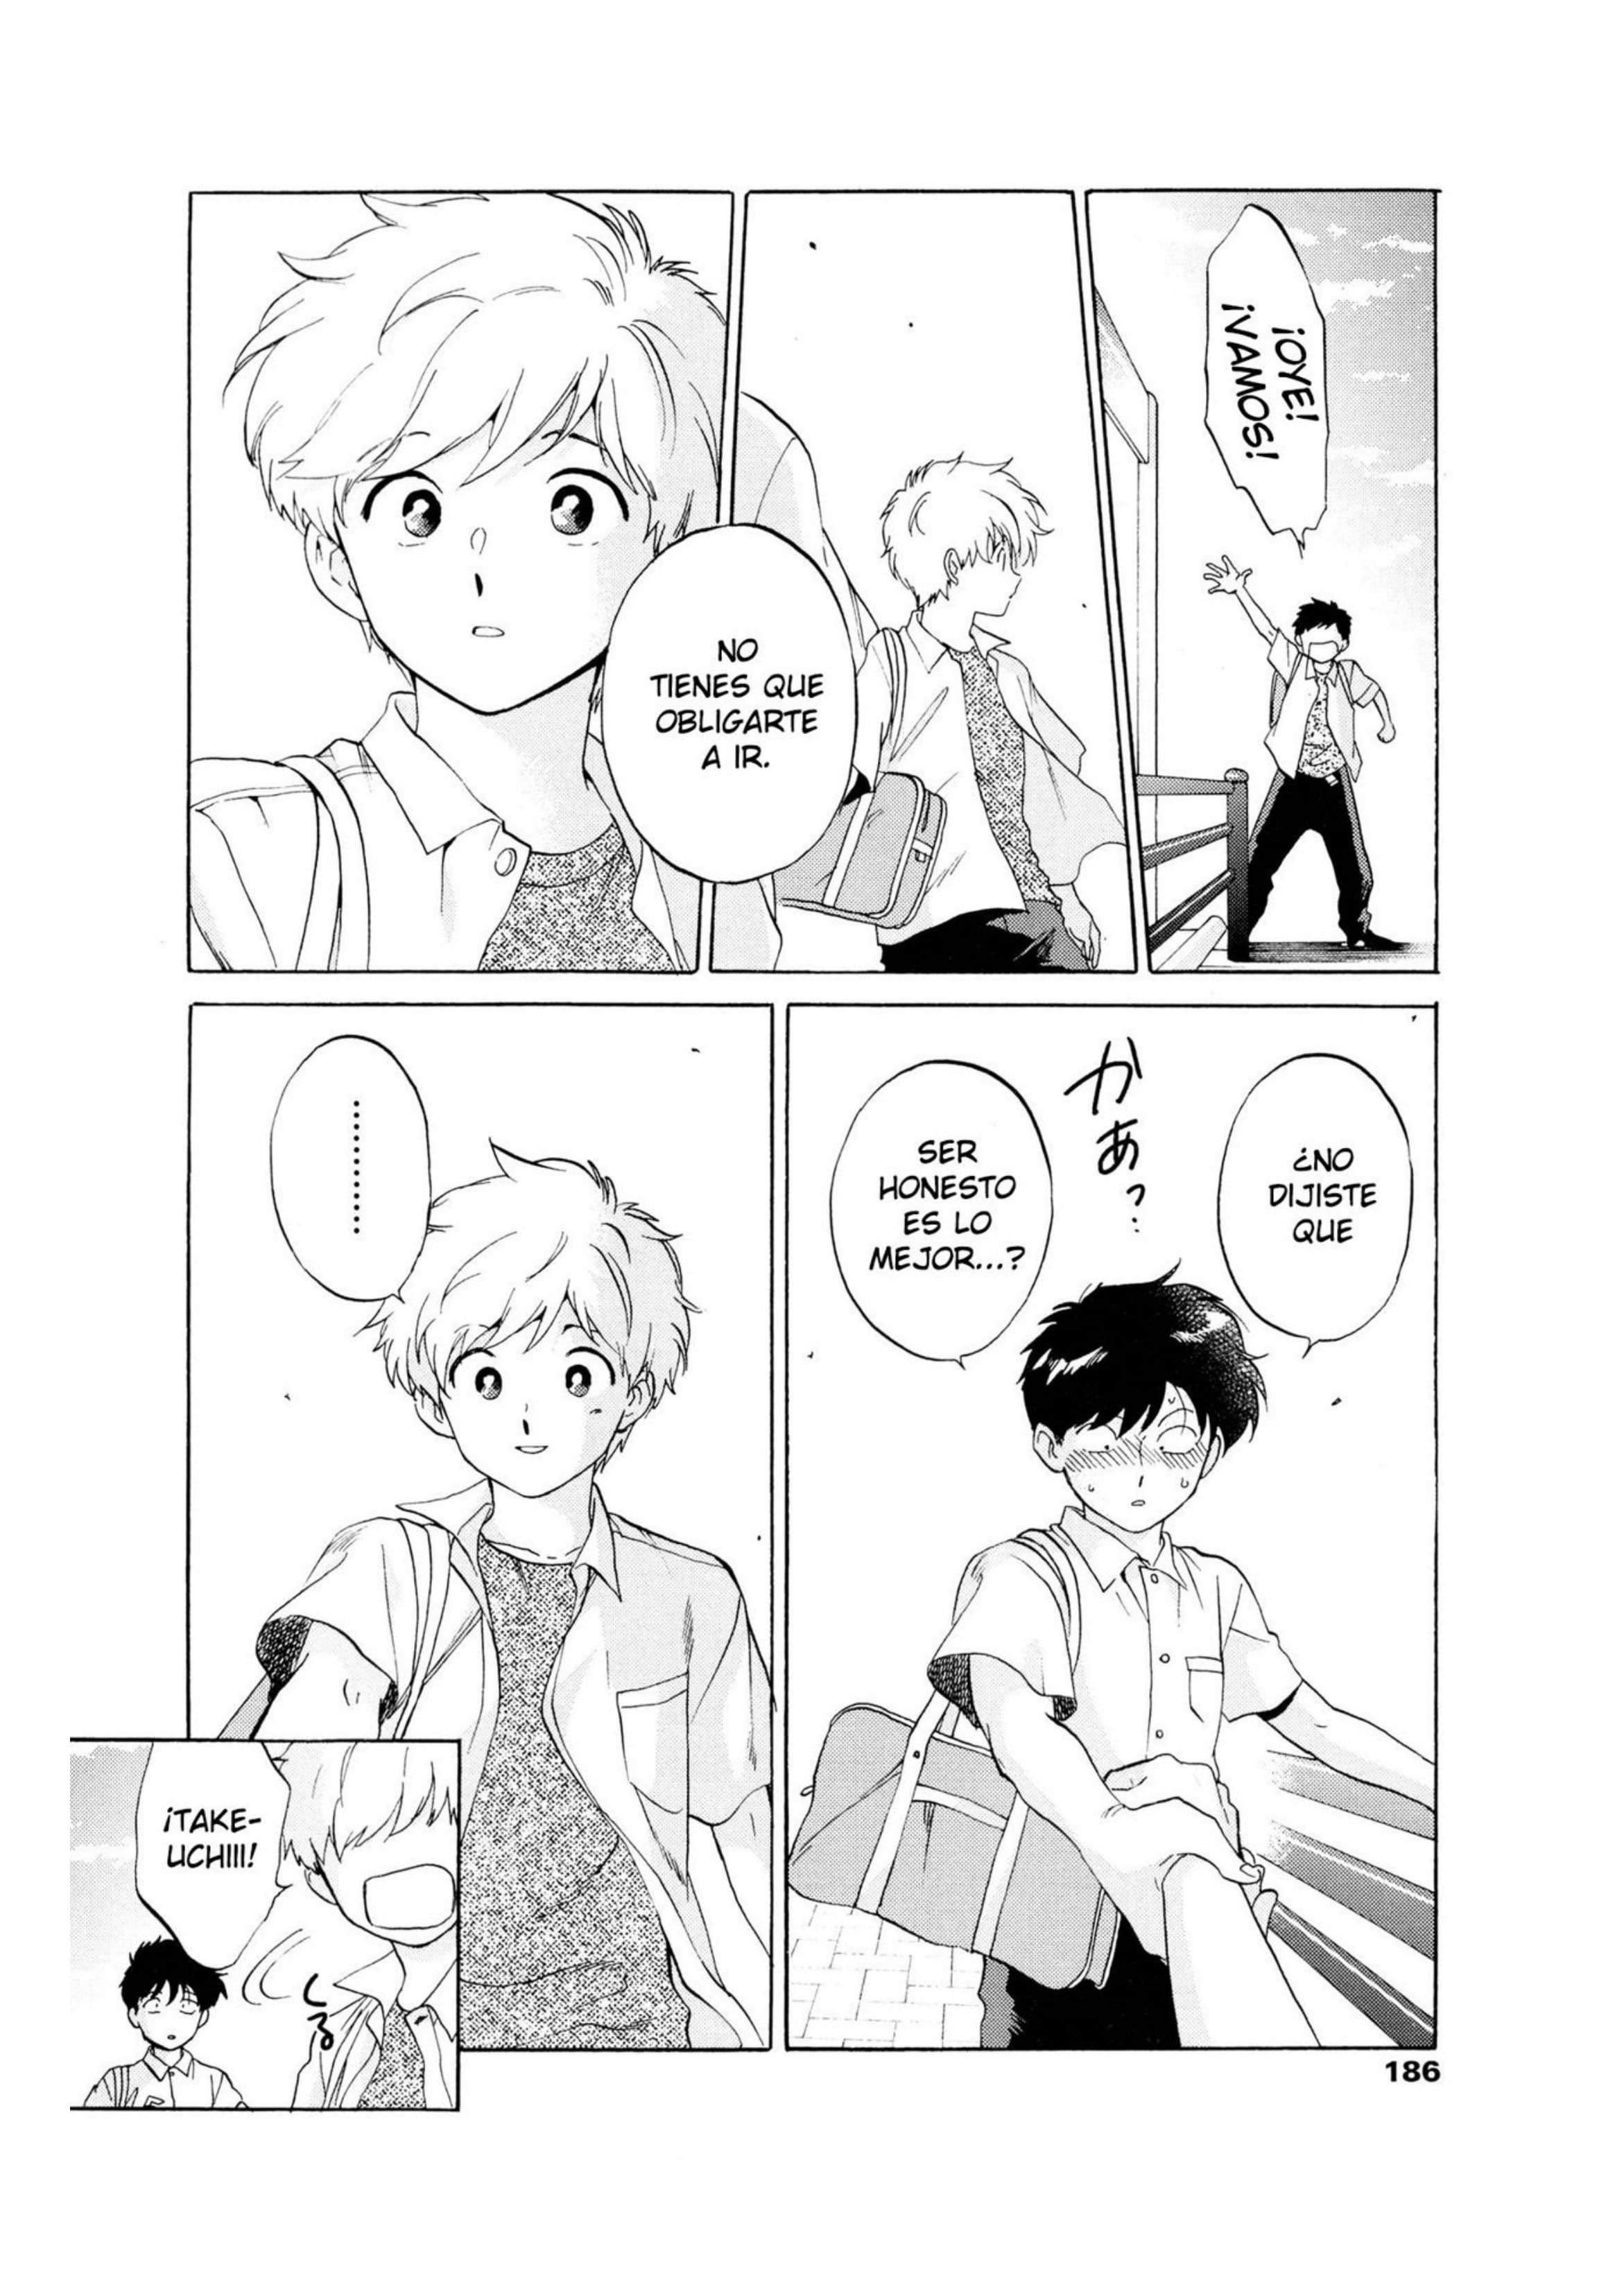 ¡OYE!
¡VAMOS!
NO
TIENES QUE
OBLIGARTE
A IR.
¿NO
DIJISTE
QUE
かあっ
SER
HONESTO
ES LO
MEJOR...?
............
¡TAKE-
UCHIII!
くる
186